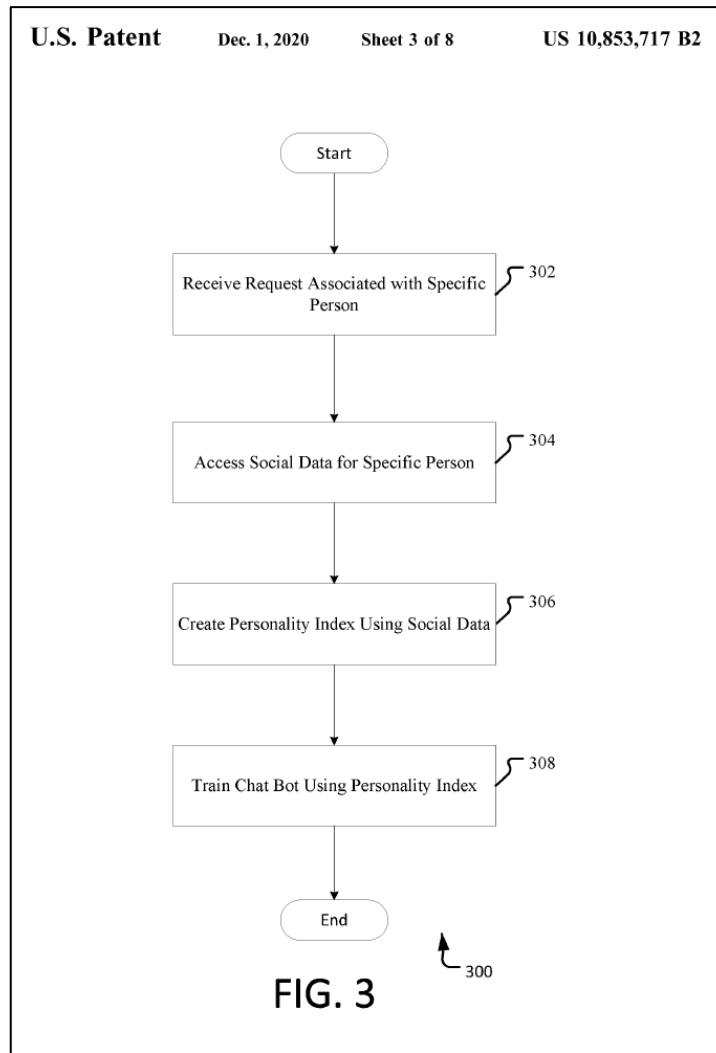 U.S. Patent Dec. 1, 2020 Sheet 3 of 8 US 10,853,717 B2
Start
Receive Request Associated with Specific
Person
302
Access Social Data for Specific Person
304
Create Personality Index Using Social Data
306
Train Chat Bot Using Personality Index
308
End
300
FIG. 3